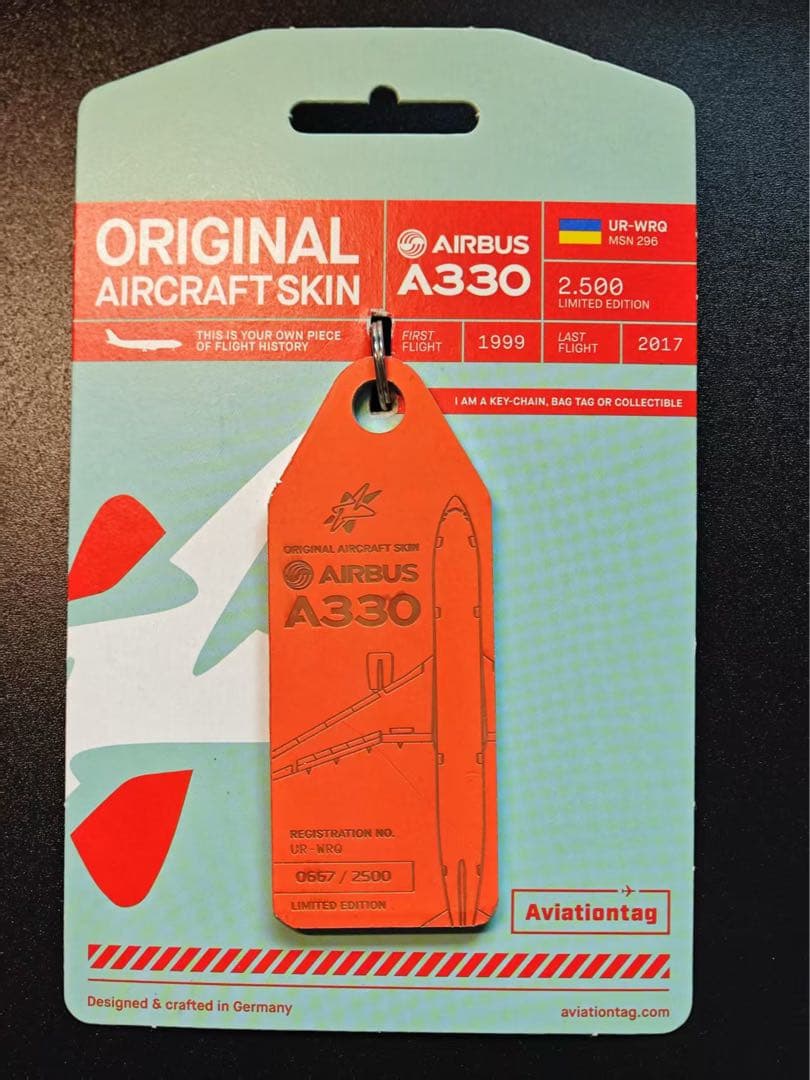 ORIGINAL
AIRCRAFT SKIN
AIRBUS
A330
UR-WRQ
MSN 296
2.500
LIMITED EDITION
THIS IS YOUR OWN PIECE
OF FLIGHT HISTORY
FIRST
FLIGHT
1999
LAST
FLIGHT
2017
I AM A KEY-CHAIN, BAG TAG OR COLLECTIBLE
ORIGINAL AIRCRAFT SKIN
AIRBUS
A330
REGISTRATION NO.
UR-WRQ
0667 / 2500
LIMITED EDITION
Aviationtag
Designed & crafted in Germany
aviationtag.com